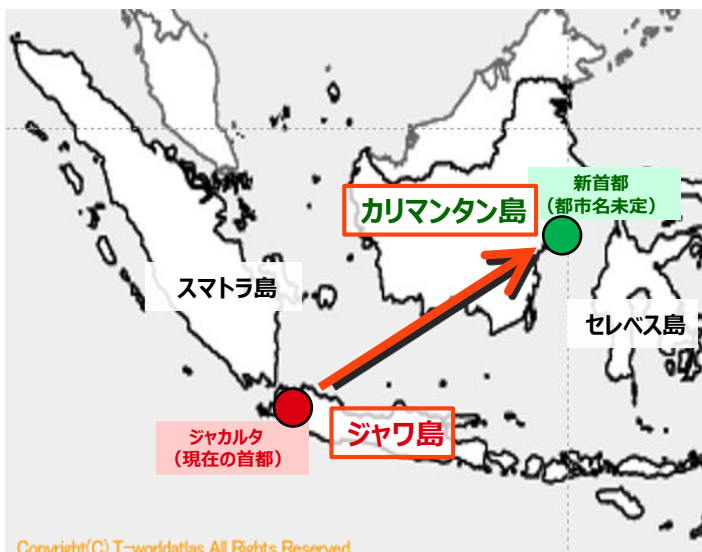 新首都
(都市名未定)
カリマンタン島
スマトラ島
セレベス島
ジャワ島
ジャカルタ
(現在の首都)
Copyright(C) T-worldatlas All Rights Reserved